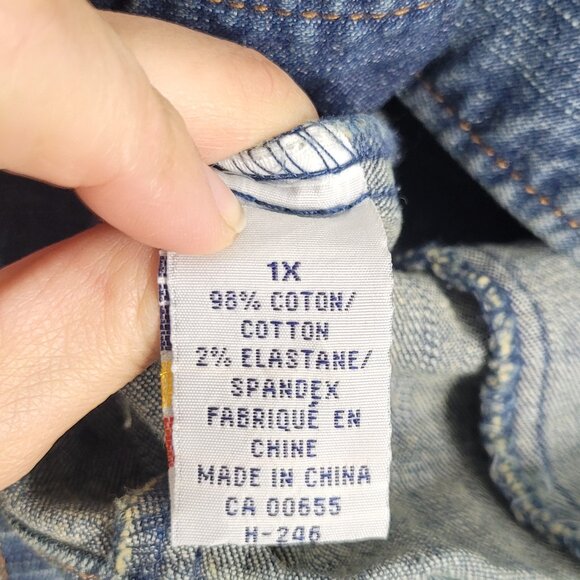 1X
98% COTON/
COTTON
2% ELASTANE/
SPANDEX
FABRIQUÉ EN
CHINE
MADE IN CHINA
CA 00655
H-246